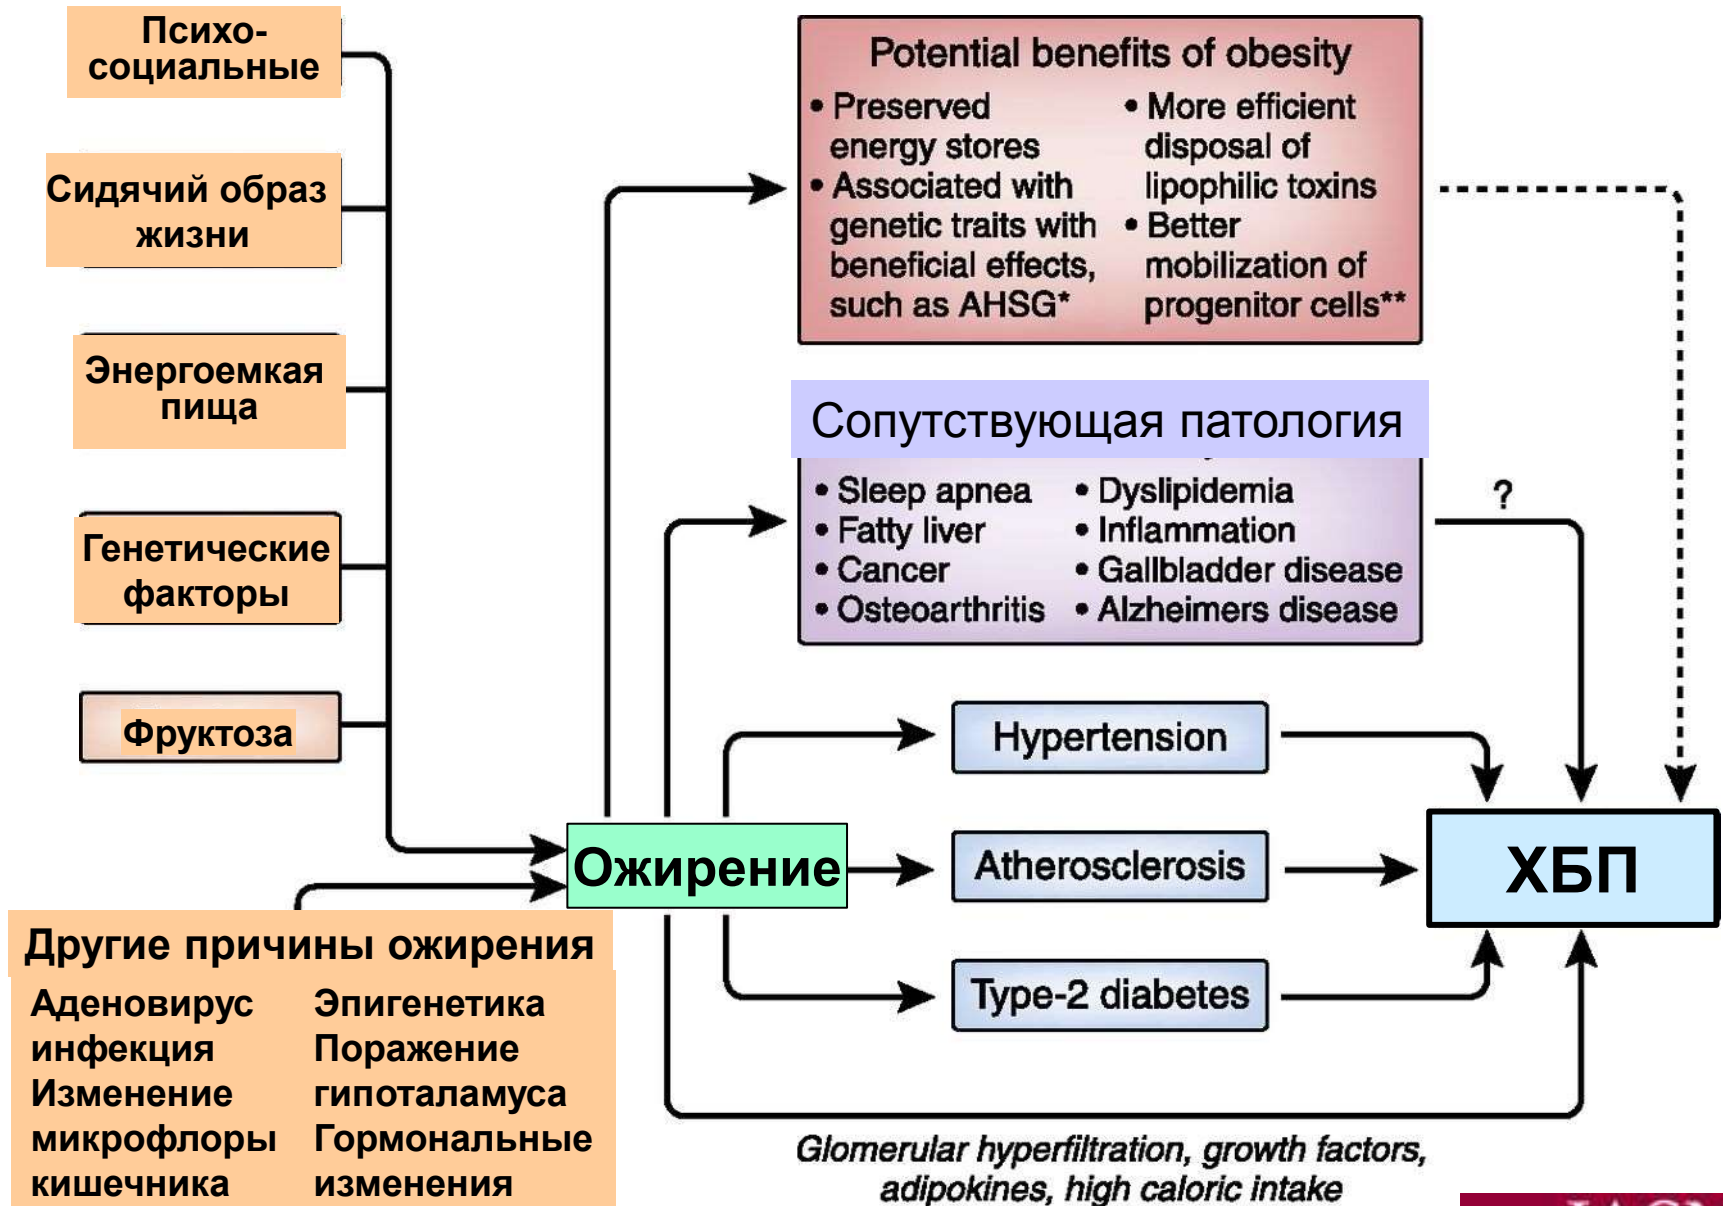 Психо-
социальные
Сидячий образ
жизни
Энергоемкая
пища
Генетические
факторы
Фруктоза
Potential benefits of obesity
• Preserved
energy stores
• Associated with
genetic traits with
beneficial effects,
such as AHSG*
• More efficient
disposal of
lipophilic toxins
• Better
mobilization of
progenitor cells**
Сопутствующая патология
• Sleep apnea
• Fatty liver
• Cancer
• Osteoarthritis
• Dyslipidemia
• Inflammation
• Gallbladder disease
• Alzheimers disease
?
Hypertension
Ожирение
Atherosclerosis
ХБП
Type-2 diabetes
Другие причины ожирения
Аденовирус
инфекция
Изменение
микрофлоры
кишечника
Эпигенетика
Поражение
гипоталамуса
Гормональные
изменения
Glomerular hyperfiltration, growth factors,
adipokines, high caloric intake